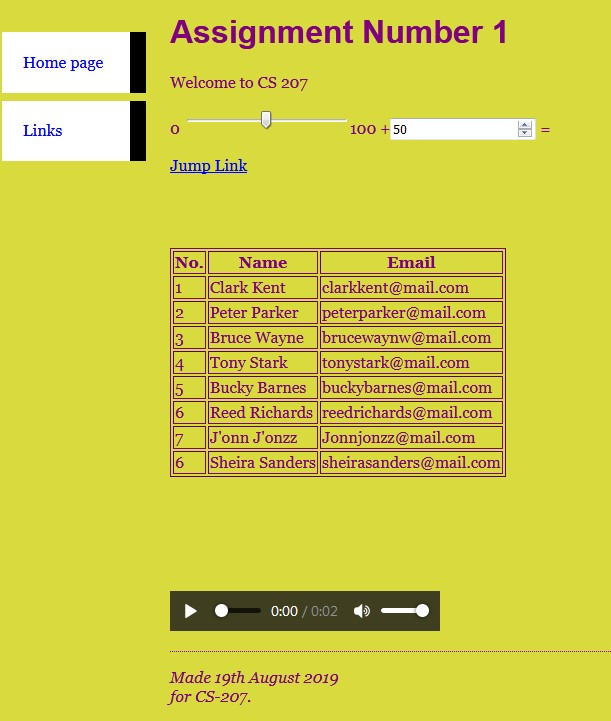 Assignment Number 1
Home page
Links
Welcome to CS 207
0 100 + 50 =
Jump Link
No. Name Email
1 Clark Kent clarkkent@mail.com
2 Peter Parker peterparker@mail.com
3 Bruce Wayne brucewaynw@mail.com
4 Tony Stark tonystark@mail.com
5 Bucky Barnes buckybarnes@mail.com
6 Reed Richards reedrichards@mail.com
7 J'onn J'onzz Jonnjonzz@mail.com
6 Sheira Sanders sheirasanders@mail.com
0:00 / 0:02
Made 19th August 2019
for CS-207.